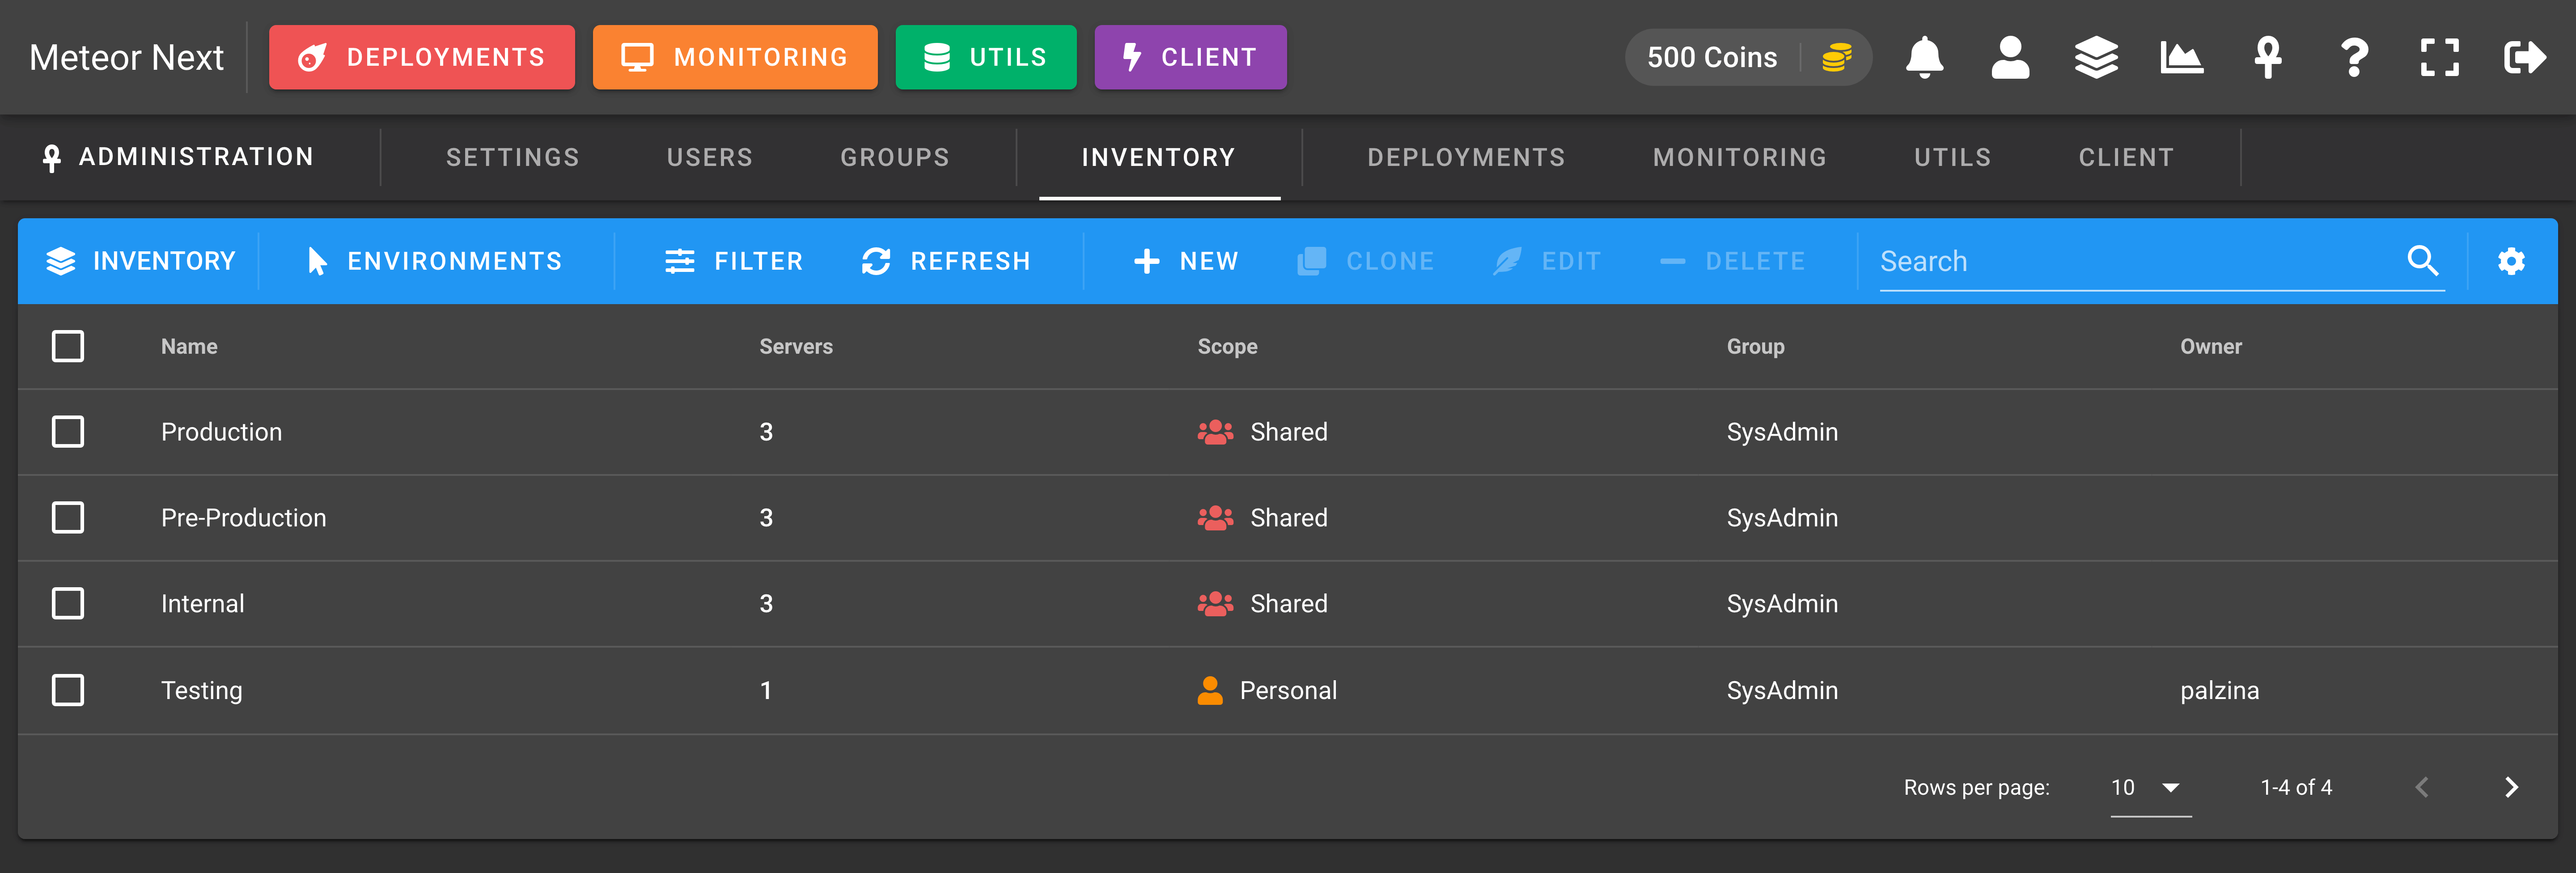 Meteor Next DEPLOYMENTS MONITORING UTILS CLIENT 500 Coins
ADMINISTRATION SETTINGS USERS GROUPS INVENTORY DEPLOYMENTS MONITORING UTILS CLIENT
INVENTORY ENVIRONMENTS FILTER REFRESH NEW CLONE EDIT DELETE Search
Name Servers Scope Group Owner
Production 3 Shared SysAdmin
Pre-Production 3 Shared SysAdmin
Internal 3 Shared SysAdmin
Testing 1 Personal SysAdmin palzina
Rows per page: 10 1-4 of 4